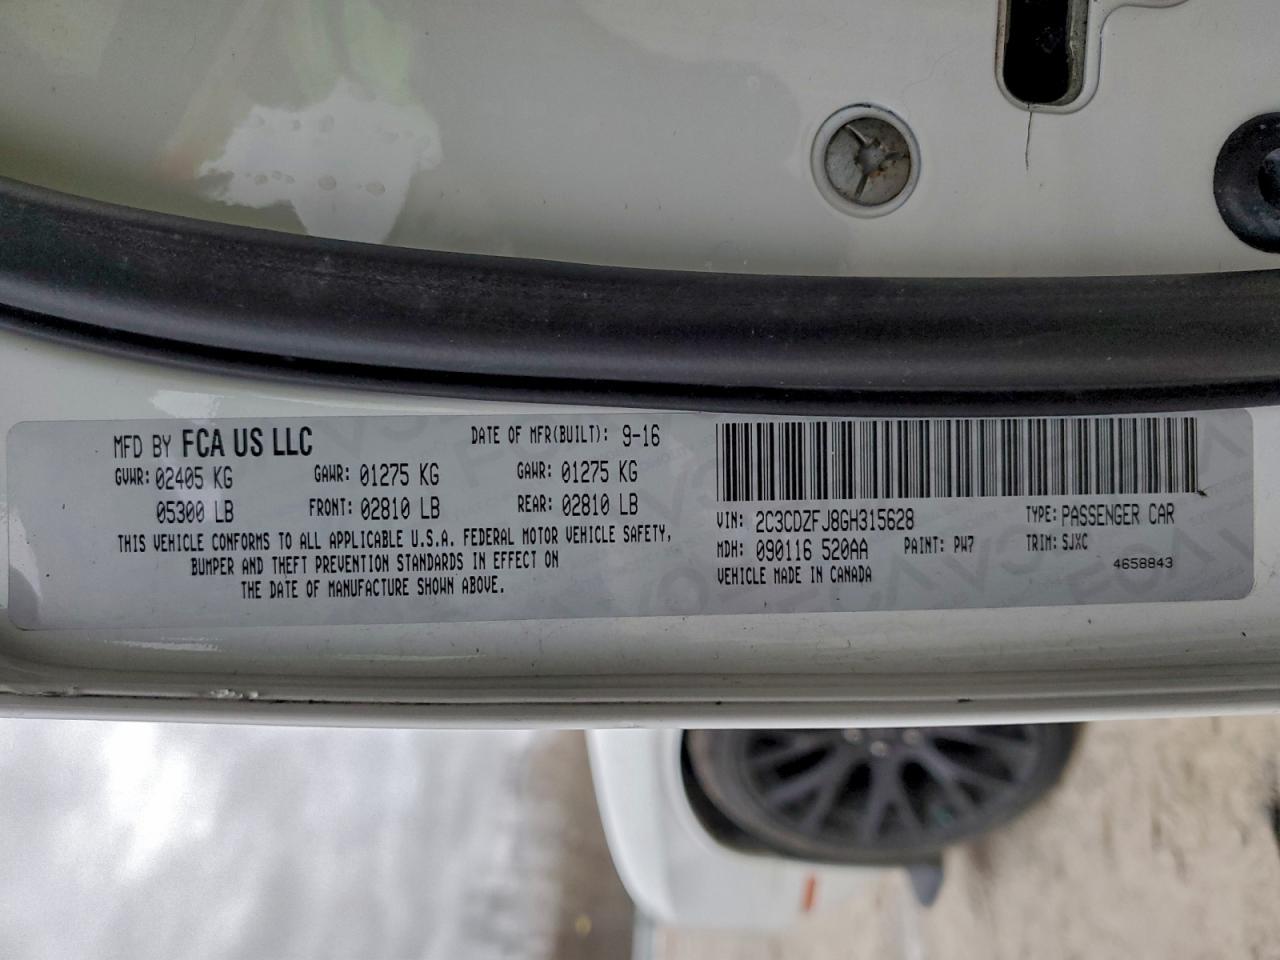 MFD BY FCA US LLC DATE OF MFR(BUILT): 9-16
GVWR: 02405 KG GAWR: 01275 KG GAWR: 01275 KG
05300 LB FRONT: 02810 LB REAR: 02810 LB
THIS VEHICLE CONFORMS TO ALL APPLICABLE U.S.A. FEDERAL MOTOR VEHICLE SAFETY,
BUMPER AND THEFT PREVENTION STANDARDS IN EFFECT ON
THE DATE OF MANUFACTURE SHOWN ABOVE.
VIN: 2C3CDZFJ8GH315628 TYPE: PASSENGER CAR
MDH: 090116 520AA PAINT: PW7 TRIM: SJXC
VEHICLE MADE IN CANADA 4658843